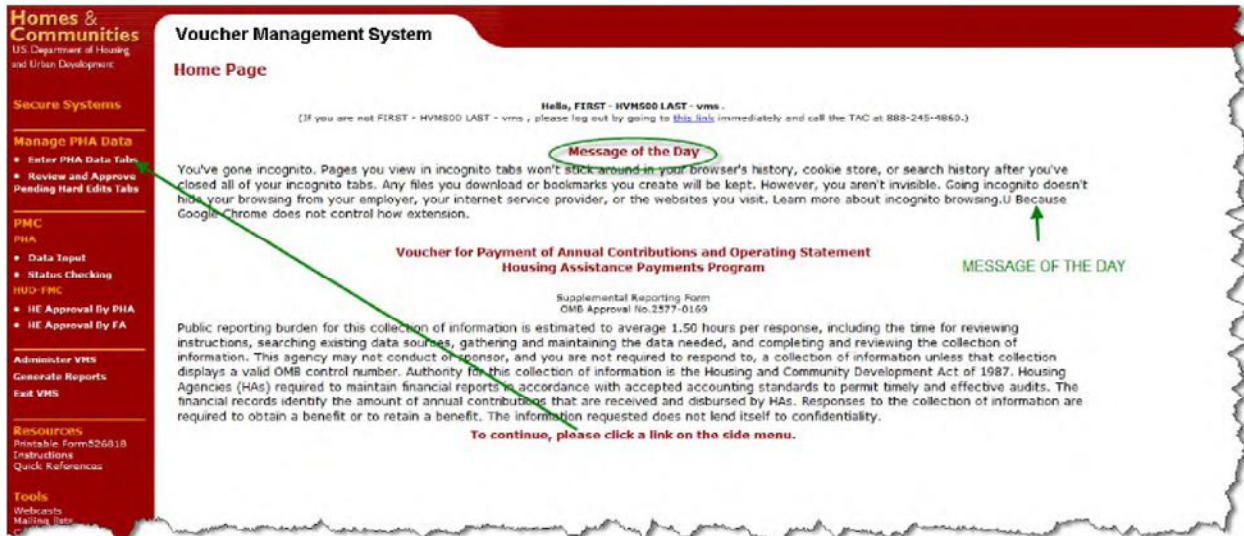 Homes &
Communities
U.S. Department of Housing
and Urban Development
Secure Systems
Manage PHA Data
• Enter PHA Data Tabs
• Review and Approve
Pending Hard Edits Tabs
PMC
PHA
• Data Input
• Status Checking
HUD-FMC
• HE Approval By PHA
• HE Approval By FA
Administer VMS
Generate Reports
Exit VMS
Resources
Printable Form526818
Instructions
Quick References
Tools
Webcasts
Mailing lists
Voucher Management System
Home Page
Hello, FIRST - HVMS00 LAST - vms .
(If you are not FIRST - HVMS00 LAST - vms , please log out by going to this link immediately and call the TAC at 888-245-4860.)
Message of the Day
You've gone incognito. Pages you view in incognito tabs won't stick around in your browser's history, cookie store, or search history after you've
closed all of your incognito tabs. Any files you download or bookmarks you create will be kept. However, you aren't invisible. Going incognito doesn't
hide your browsing from your employer, your internet service provider, or the websites you visit. Learn more about incognito browsing.U Because
Google Chrome does not control how extension.
MESSAGE OF THE DAY
Voucher for Payment of Annual Contributions and Operating Statement
Housing Assistance Payments Program
Supplemental Reporting Form
OMB Approval No.2577-0169
Public reporting burden for this collection of information is estimated to average 1.50 hours per response, including the time for reviewing
instructions, searching existing data sources, gathering and maintaining the data needed, and completing and reviewing the collection of
information. This agency may not conduct or sponsor, and you are not required to respond to, a collection of information unless that collection
displays a valid OMB control number. Authority for this collection of information is the Housing and Community Development Act of 1987. Housing
Agencies (HAs) required to maintain financial reports in accordance with accepted accounting standards to permit timely and effective audits. The
financial records identify the amount of annual contributions that are received and disbursed by HAs. Responses to the collection of information are
required to obtain a benefit or to retain a benefit. The information requested does not lend itself to confidentiality.
To continue, please click a link on the side menu.